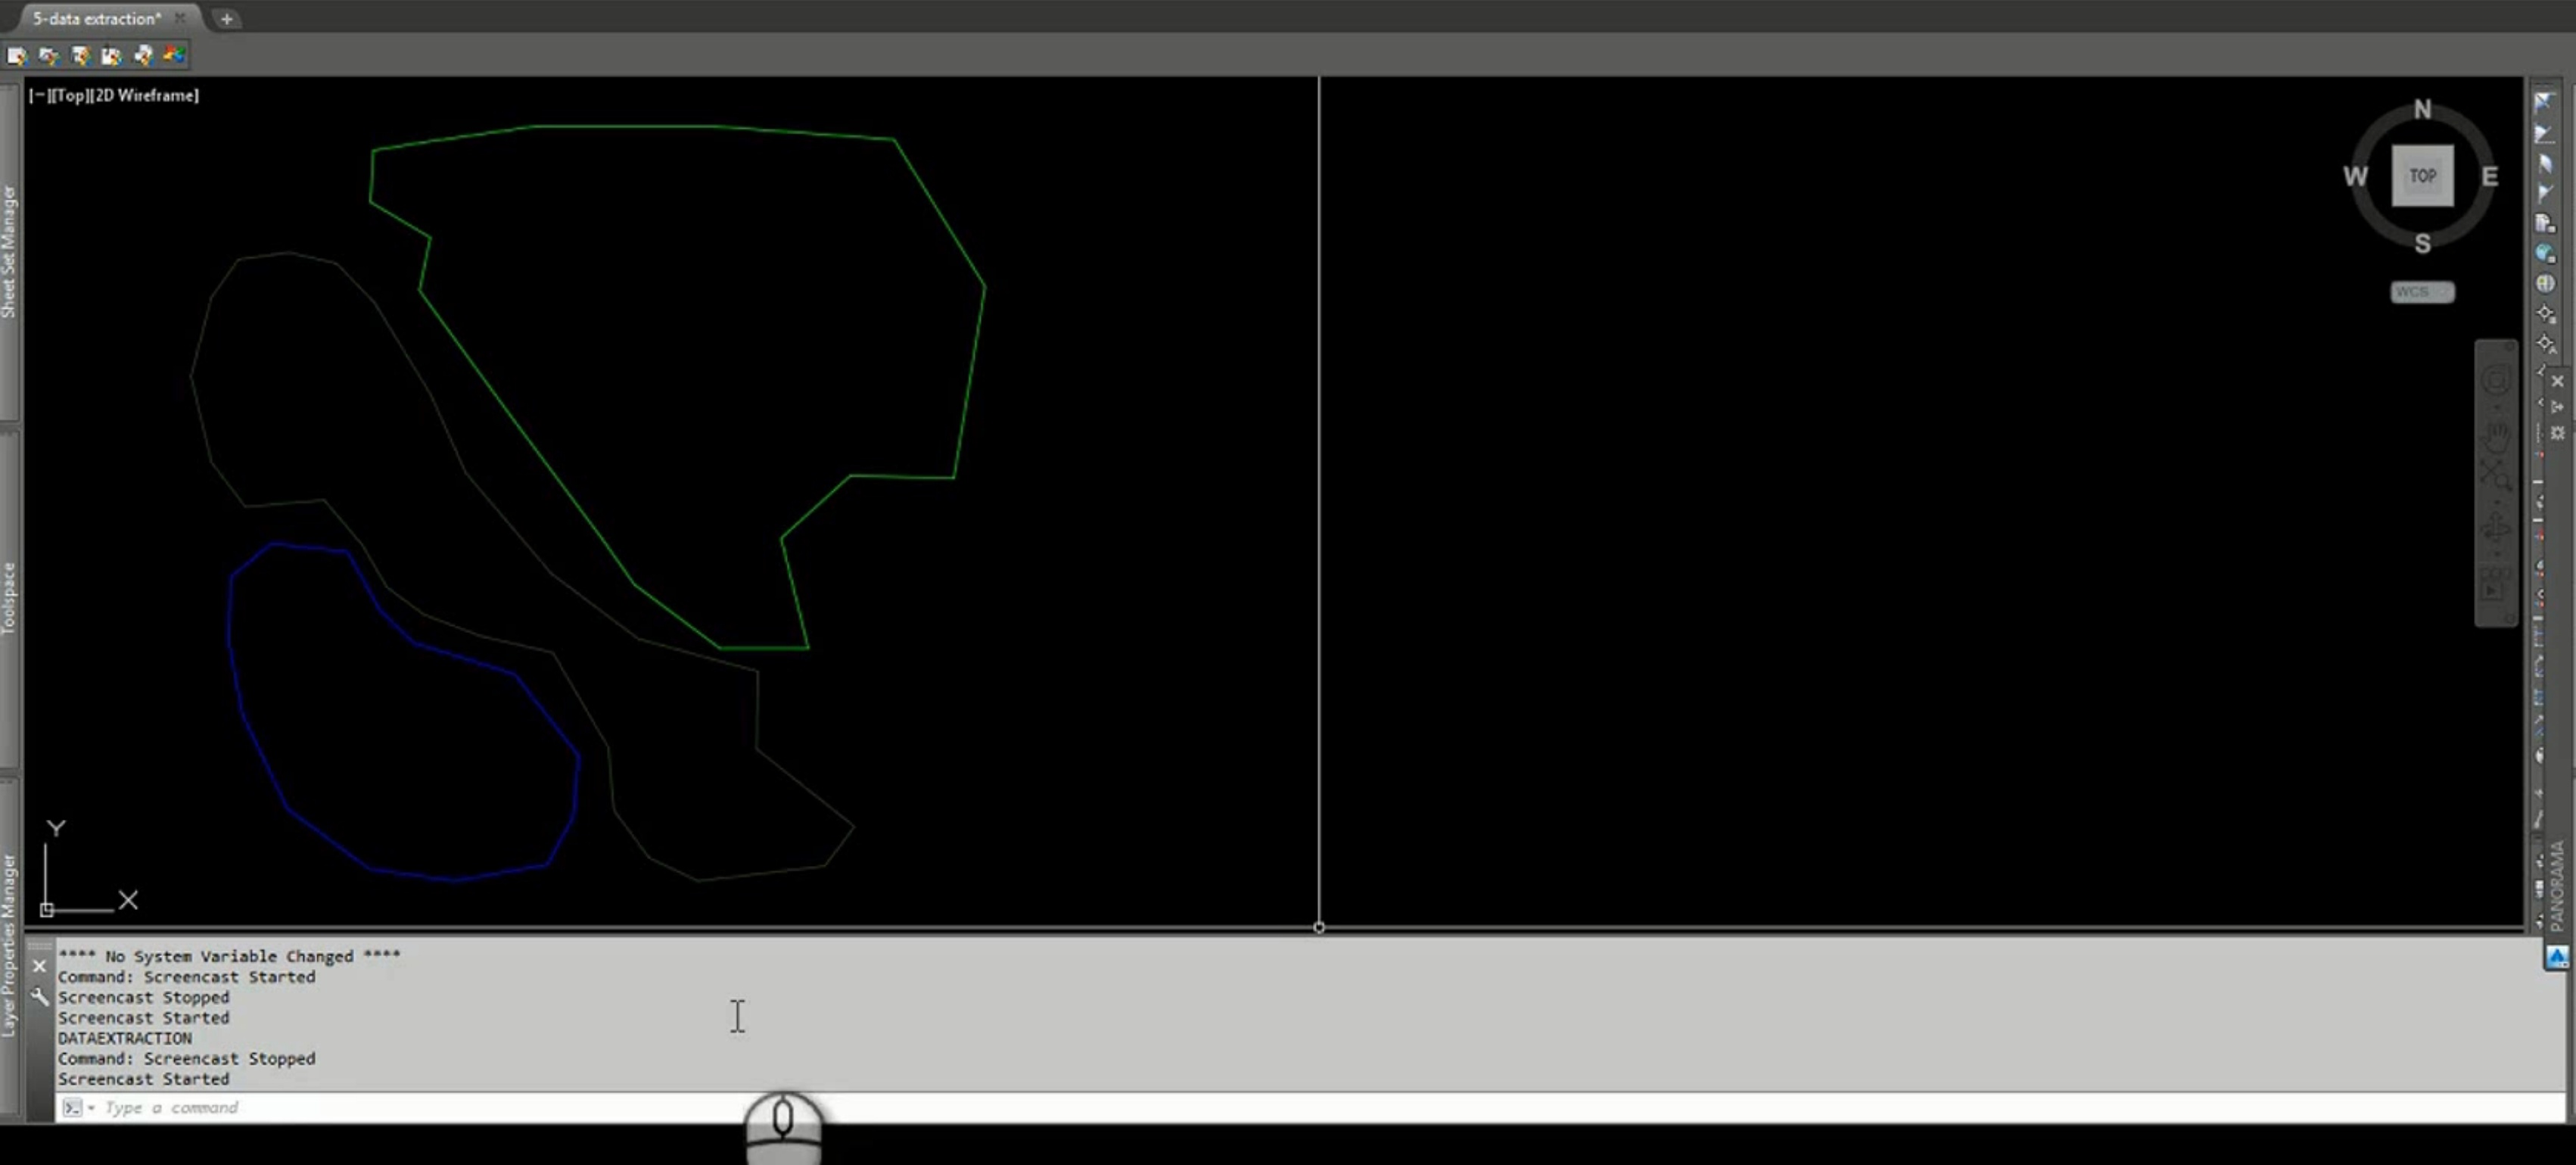 5-data extraction*
[−][Top][2D Wireframe]
N
W TOP E
S
WCS
Sheet Set Manager
Toolspace
Layer Properties Manager
Y
X
PANORAMA
**** No System Variable Changed ****
Command: Screencast Started
Screencast Stopped
Screencast Started
DATAEXTRACTION
Command: Screencast Stopped
Screencast Started
Type a command